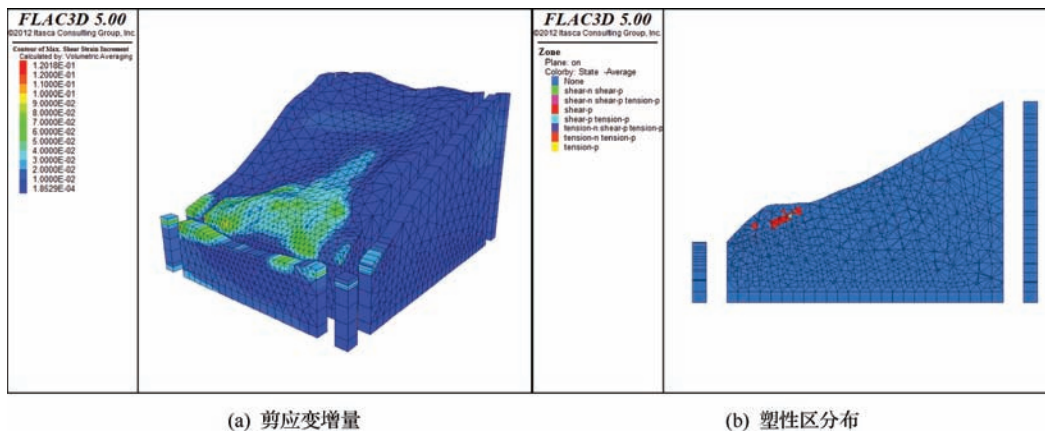 FLAC3D 5.00
©2012 Itasca Consulting Group, Inc.
Contour of Max. Shear Strain Increment
Calculated by: Volumetric Averaging
1.2018E-01
1.2000E-01
1.1000E-01
1.0000E-01
9.0000E-02
8.0000E-02
7.0000E-02
6.0000E-02
5.0000E-02
4.0000E-02
3.0000E-02
2.0000E-02
1.0000E-02
1.8529E-04
FLAC3D 5.00
©2012 Itasca Consulting Group, Inc.
Zone
Plane: on
Colorby: State -Average
None
shear-n shear-p
shear-n shear-p tension-p
shear-p
shear-p tension-p
tension-n shear-p tension-p
tension-n tension-p
tension-p
(a) 剪应变增量
(b) 塑性区分布